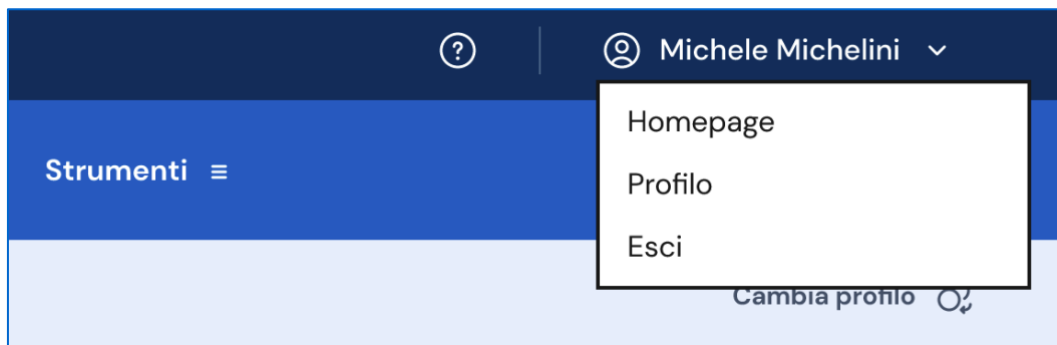 Michele Michelini
Homepage
Profilo
Esci
Strumenti
Cambia profilo